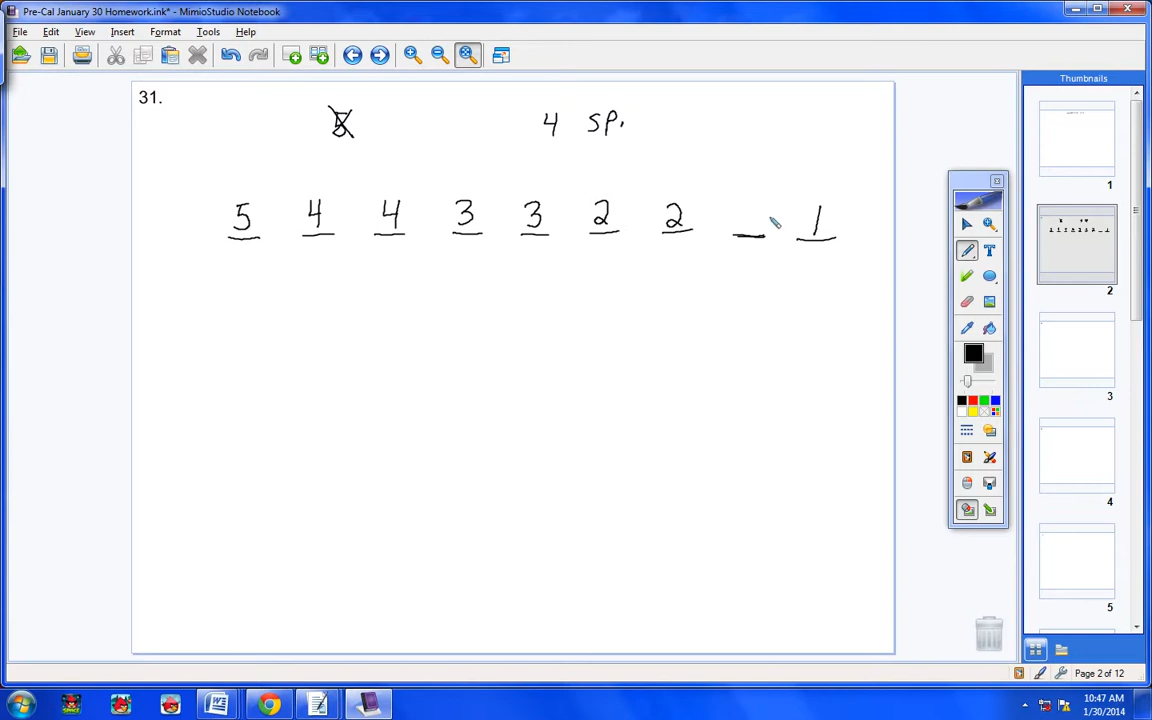 Pre-Cal January 30 Homework.ink* - MimioStudio Notebook
File Edit View Insert Format Tools Help
Thumbnails
31.
4 sp.
5 4 4 3 3 2 2 _ 1
1
2
3
4
5
Page 2 of 12
10:47 AM
1/30/2014